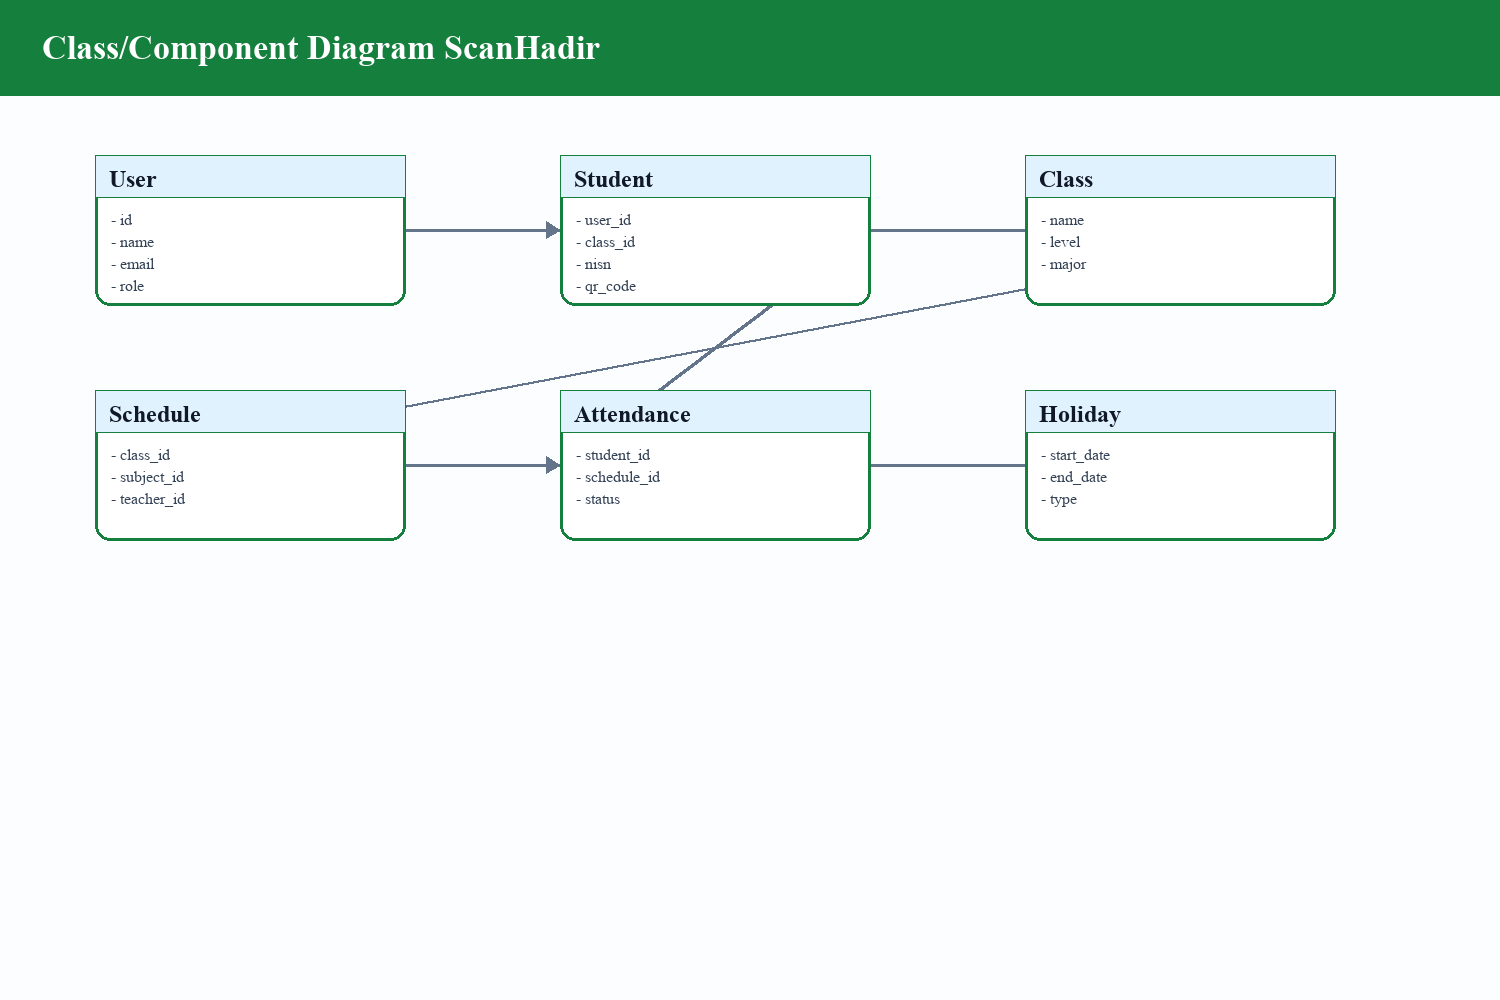 Class/Component Diagram ScanHadir
User
- id
- name
- email
- role
Student
- user_id
- class_id
- nisn
- qr_code
Class
- name
- level
- major
Schedule
- class_id
- subject_id
- teacher_id
Attendance
- student_id
- schedule_id
- status
Holiday
- start_date
- end_date
- type